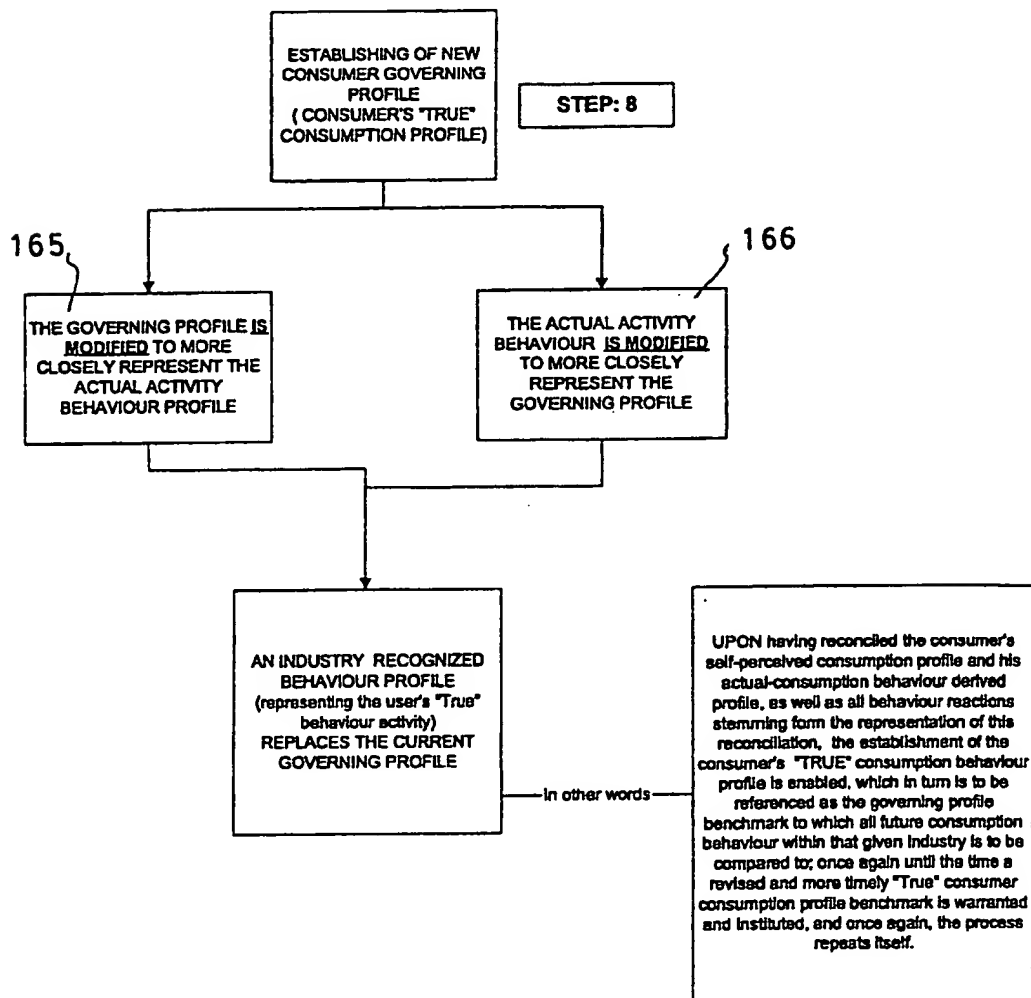 ESTABLISHING OF NEW
CONSUMER GOVERNING
PROFILE
( CONSUMER'S "TRUE"
CONSUMPTION PROFILE)
STEP: 8
165
166
THE GOVERNING PROFILE IS
MODIFIED TO MORE
CLOSELY REPRESENT THE
ACTUAL ACTIVITY
BEHAVIOUR PROFILE
THE ACTUAL ACTIVITY
BEHAVIOUR IS MODIFIED
TO MORE CLOSELY
REPRESENT THE
GOVERNING PROFILE
AN INDUSTRY RECOGNIZED
BEHAVIOUR PROFILE
(representing the user's "True"
behaviour activity)
REPLACES THE CURRENT
GOVERNING PROFILE
In other words
UPON having reconciled the consumer's
self-perceived consumption profile and his
actual-consumption behaviour derived
profile, as well as all behaviour reactions
stemming form the representation of this
reconciliation, the establishment of the
consumer's "TRUE" consumption behaviour
profile is enabled, which in turn is to be
referenced as the governing profile
benchmark to which all future consumption
behaviour within that given industry is to be
compared to; once again until the time a
revised and more timely "True" consumer
consumption profile benchmark is warranted
and instituted, and once again, the process
repeats itself.